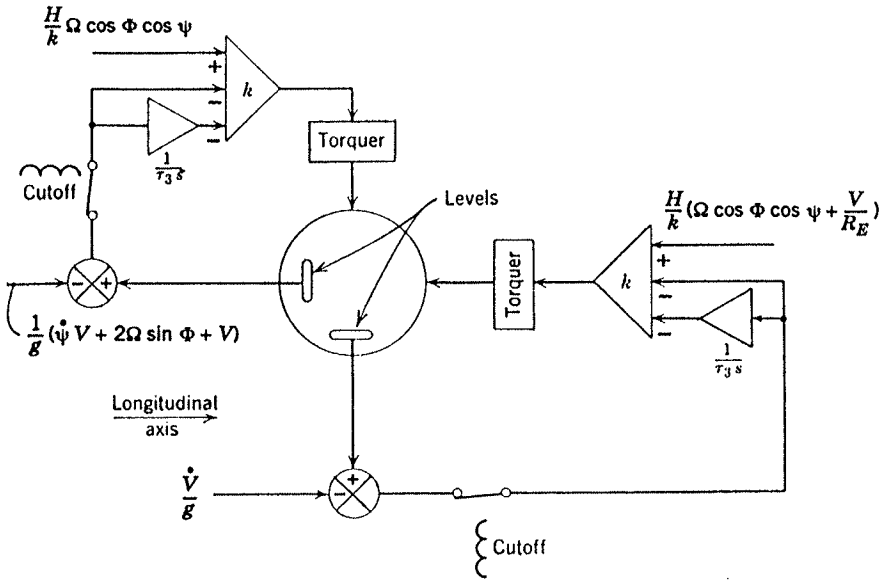 H/k Ω cos Φ cos ψ
+
−
−
k
1/τ₃s
Torquer
Cutoff
Levels
H/k (Ω cos Φ cos ψ + V/R_E)
Torquer
k
+
−
−
1/τ₃s
− +
1/g (ψ̇ V + 2Ω sin Φ + V)
Longitudinal
axis
V̇/g
+
−
Cutoff